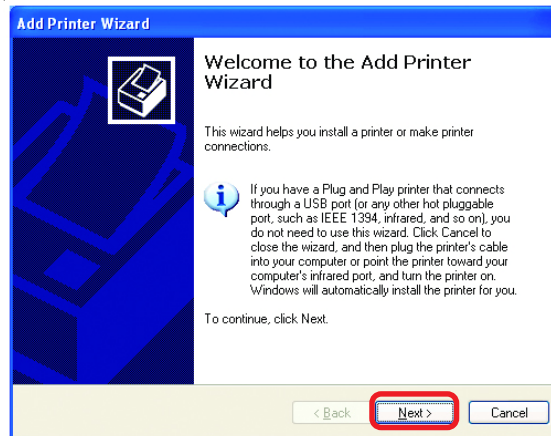 Add Printer Wizard
Welcome to the Add Printer
Wizard
This wizard helps you install a printer or make printer
connections.
If you have a Plug and Play printer that connects
through a USB port (or any other hot pluggable
port, such as IEEE 1394, infrared, and so on), you
do not need to use this wizard. Click Cancel to
close the wizard, and then plug the printer's cable
into your computer or point the printer toward your
computer's infrared port, and turn the printer on.
Windows will automatically install the printer for you.
To continue, click Next.
< Back Next > Cancel